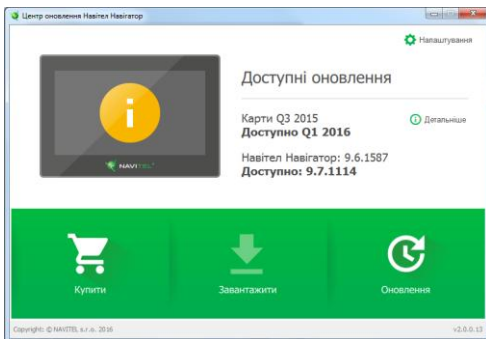 Центр оновлення Навітел Навігатор
Налаштування
Доступні оновлення
Карти Q3 2015
Детальніше
Доступно Q1 2016
Навітел Навігатор: 9.6.1587
Доступно: 9.7.1114
NAVITEL
Купити
Завантажити
Оновлення
Copyright: © NAVITEL s.r.o. 2016
v2.0.0.13